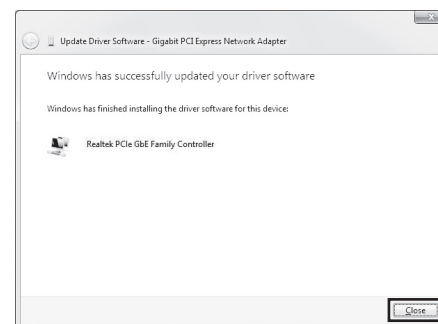 Update Driver Software - Gigabit PCI Express Network Adapter
Windows has successfully updated your driver software
Windows has finished installing the driver software for this device:
Realtek PCIe GbE Family Controller
Close